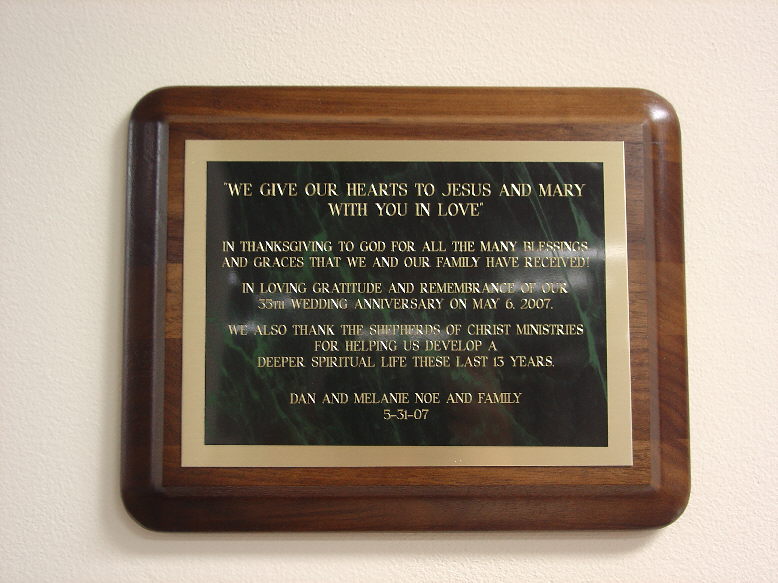 "WE GIVE OUR HEARTS TO JESUS AND MARY
WITH YOU IN LOVE"
IN THANKSGIVING TO GOD FOR ALL THE MANY BLESSINGS
AND GRACES THAT WE AND OUR FAMILY HAVE RECEIVED!
IN LOVING GRATITUDE AND REMEMBRANCE OF OUR
35TH WEDDING ANNIVERSARY ON MAY 6, 2007.
WE ALSO THANK THE SHEPHERDS OF CHRIST MINISTRIES
FOR HELPING US DEVELOP A
DEEPER SPIRITUAL LIFE THESE LAST 13 YEARS.
DAN AND MELANIE NOE AND FAMILY
5-31-07